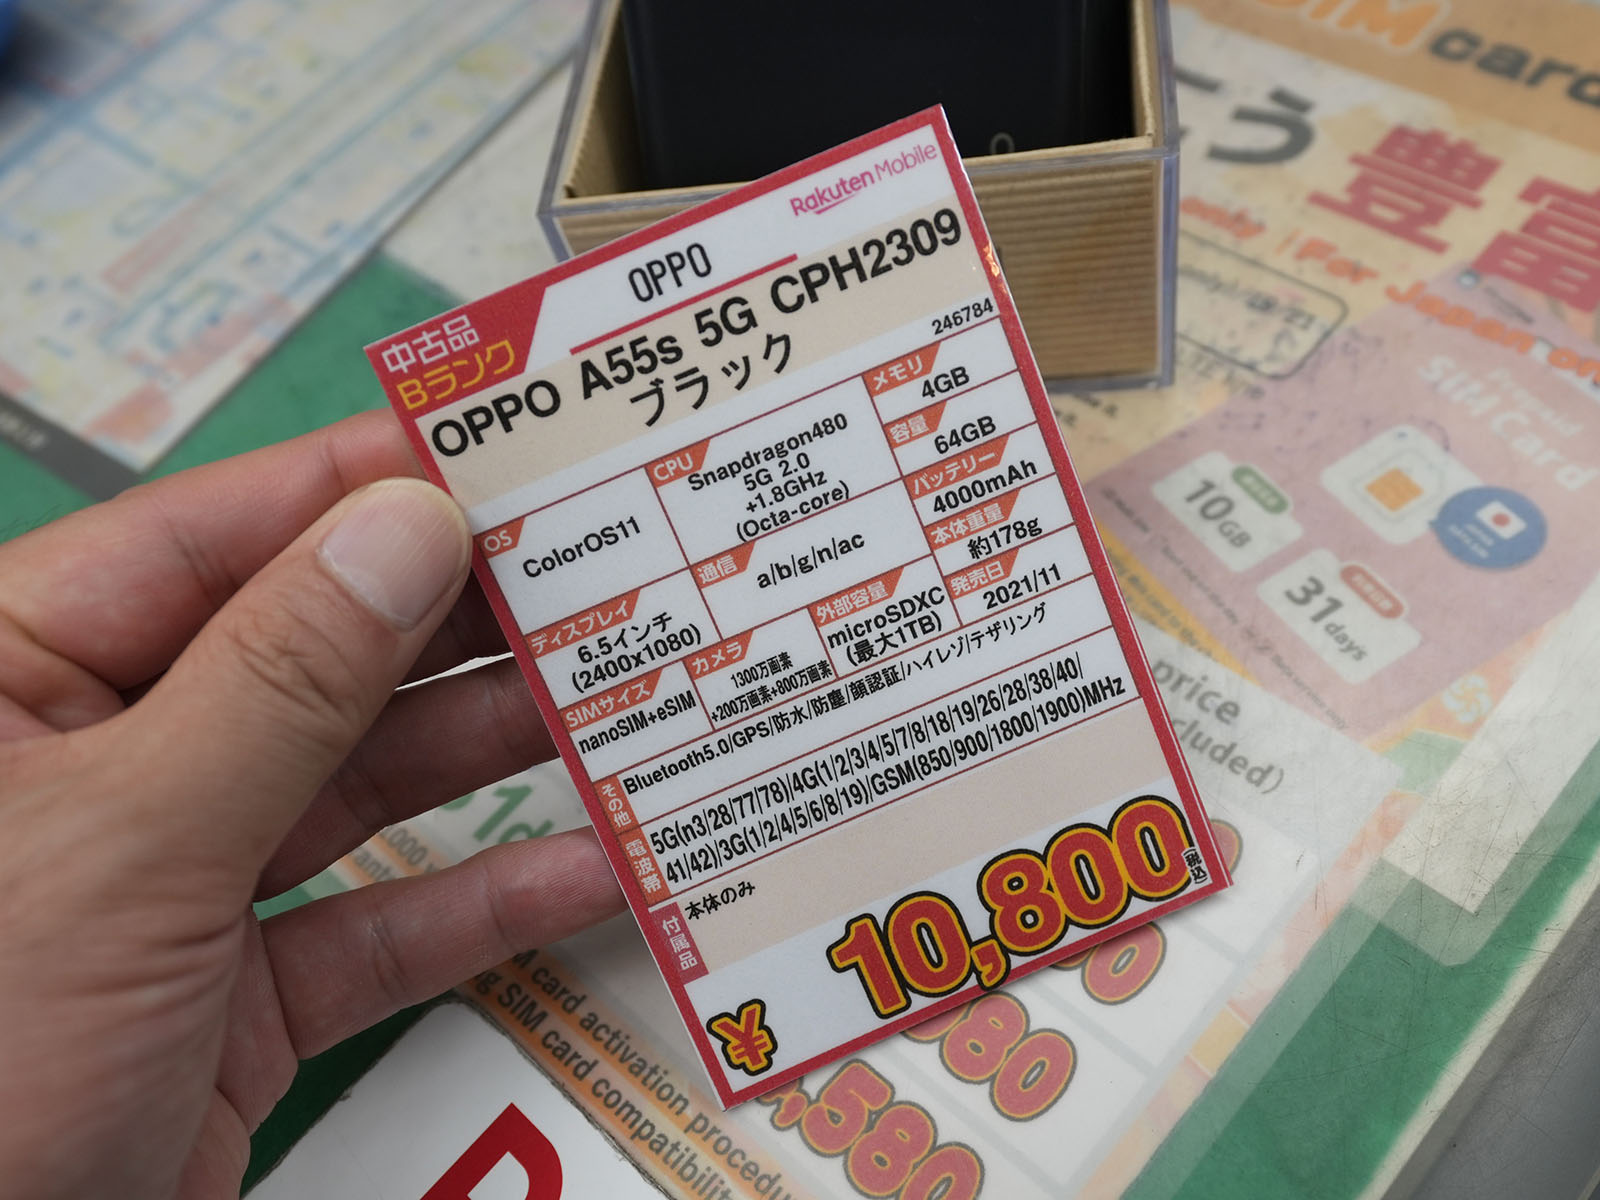 Rakuten Mobile
OPPO
中古品
Bランク
OPPO A55s 5G CPH2309
ブラック
246784
OS
ColorOS11
CPU
Snapdragon480
5G 2.0
+1.8GHz
(Octa-core)
メモリ
4GB
容量
64GB
バッテリー
4000mAh
本体重量
約178g
通信
a/b/g/n/ac
ディスプレイ
6.5インチ
(2400x1080)
カメラ
1300万画素
+200万画素+800万画素
外部容量
microSDXC
(最大1TB)
発売日
2021/11
SIMサイズ
nanoSIM+eSIM
その他
Bluetooth5.0/GPS/防水/防塵/顔認証/ハイレゾ/テザリング
電波帯
5G(n3/28/77/78)/4G(1/2/3/4/5/7/8/18/19/26/28/38/40/
41/42)/3G(1/2/4/5/6/8/19)/GSM(850/900/1800/1900)MHz
付属品
本体のみ
¥ 10,800
(税込)
SIM card
豊富
For Japan
Prepaid
SIM Card
10GB
31days
price
SIM card activation
SIM card compatibility
580